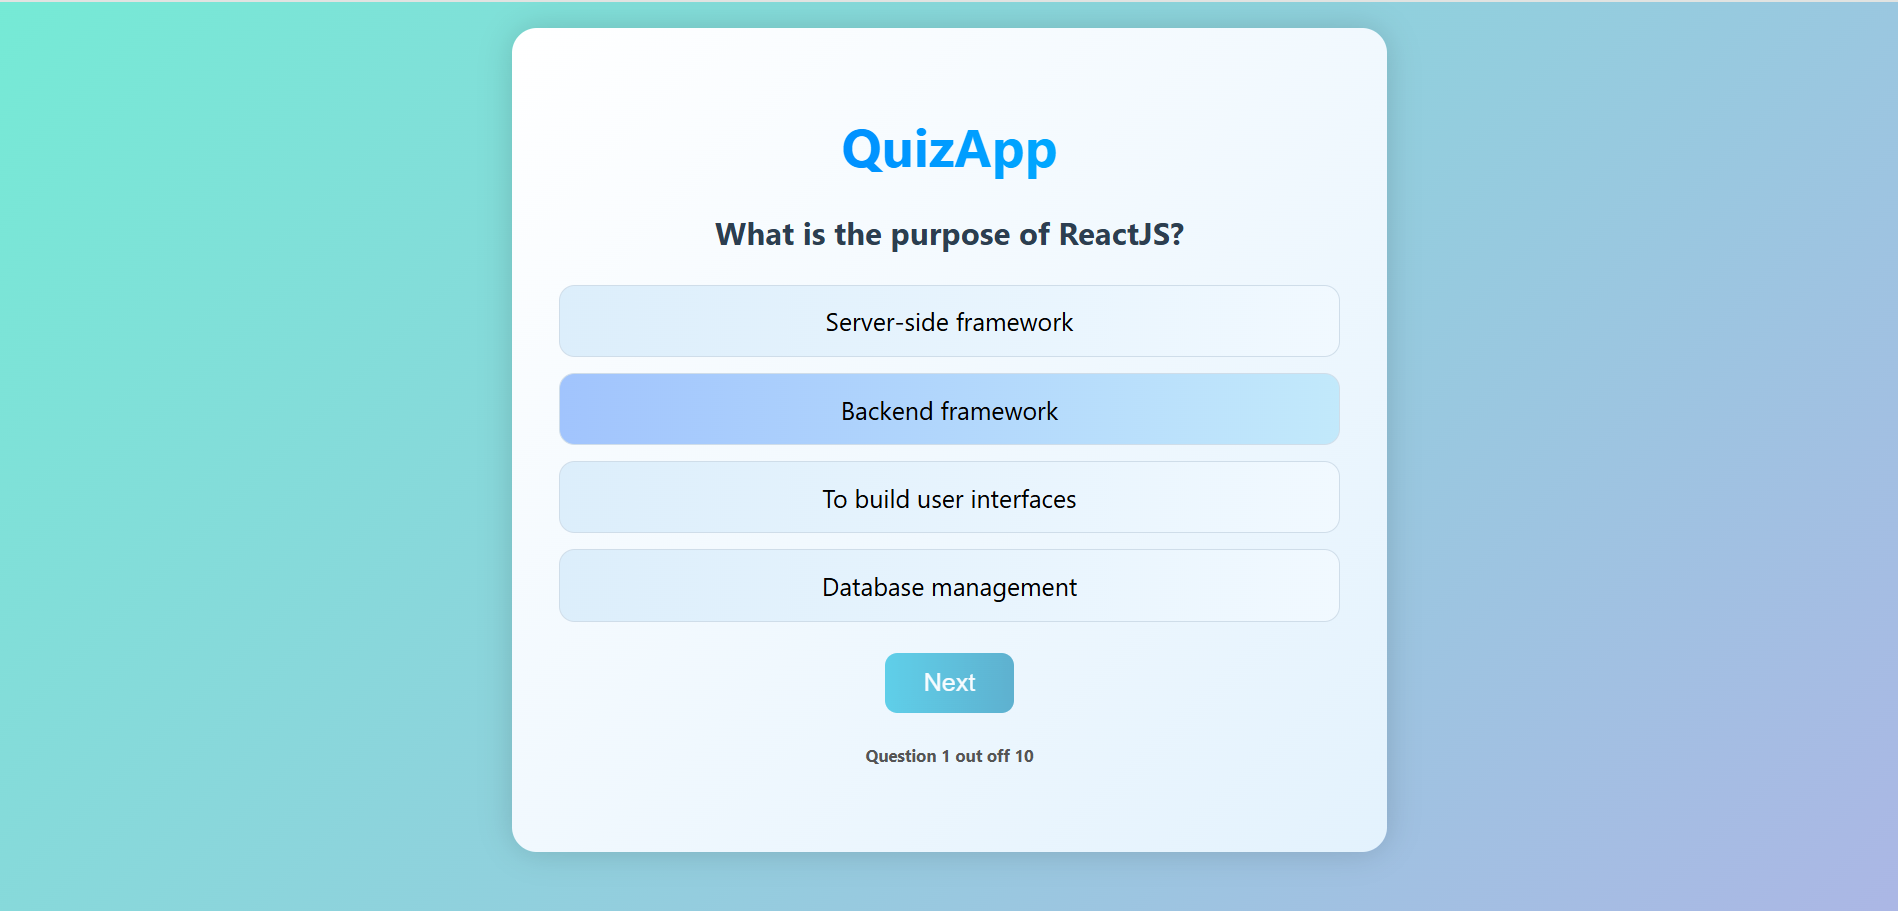 QuizApp
What is the purpose of ReactJS?
Server-side framework
Backend framework
To build user interfaces
Database management
Next
Question 1 out off 10